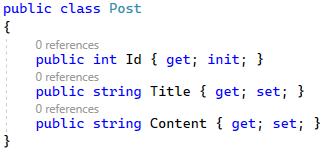 public class Post
{
0 references
public int Id { get; init; }
0 references
public string Title { get; set; }
0 references
public string Content { get; set; }
}